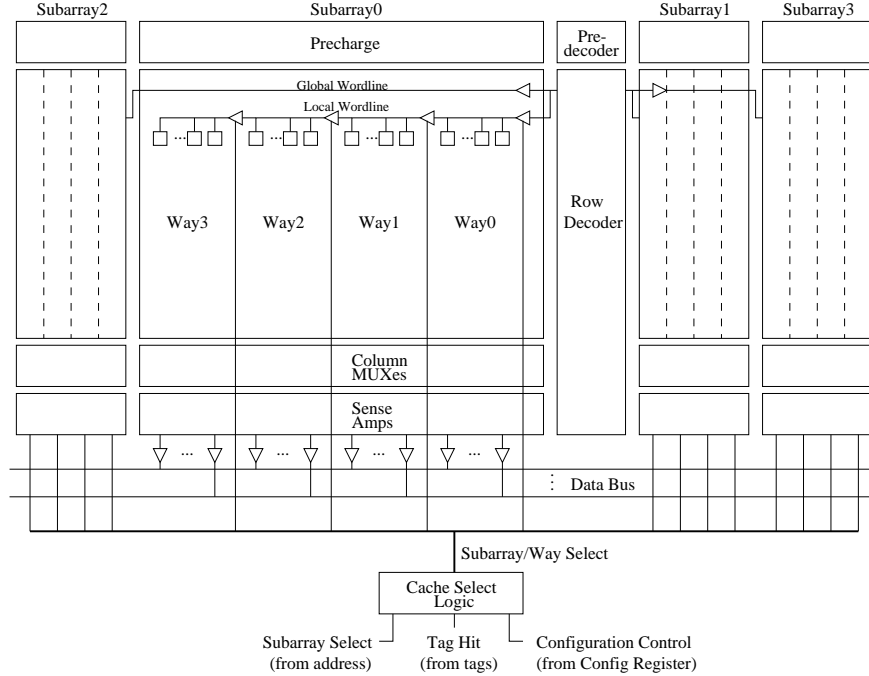 Subarray2
Subarray0
Subarray1
Subarray3
Precharge
Pre-
decoder
Global Wordline
Local Wordline
...
...
...
...
Way3
Way2
Way1
Way0
Row
Decoder
Column
MUXes
Sense
Amps
...
...
...
...
...
Data Bus
Subarray/Way Select
Cache Select
Logic
Subarray Select
(from address)
Tag Hit
(from tags)
Configuration Control
(from Config Register)